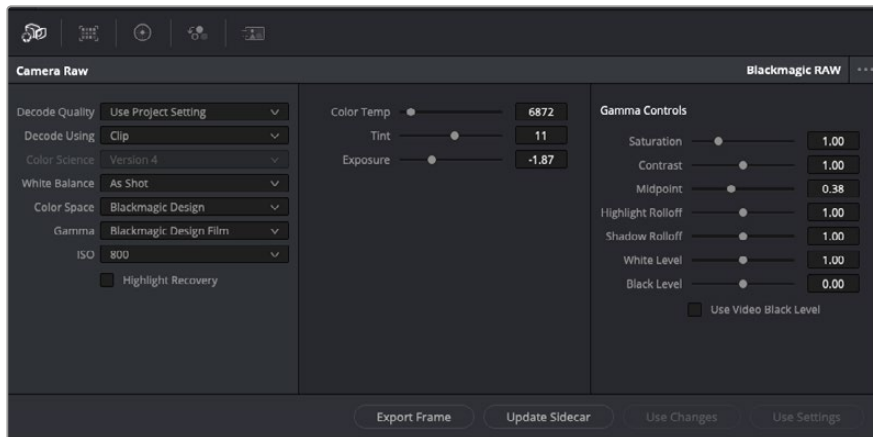 Camera Raw
Blackmagic RAW
Decode Quality Use Project Setting
Decode Using Clip
Color Science Version 4
White Balance As Shot
Color Space Blackmagic Design
Gamma Blackmagic Design Film
ISO 800
Highlight Recovery
Color Temp 6872
Tint 11
Exposure -1.87
Gamma Controls
Saturation 1.00
Contrast 1.00
Midpoint 0.38
Highlight Rolloff 1.00
Shadow Rolloff 1.00
White Level 1.00
Black Level 0.00
Use Video Black Level
Export Frame
Update Sidecar
Use Changes
Use Settings